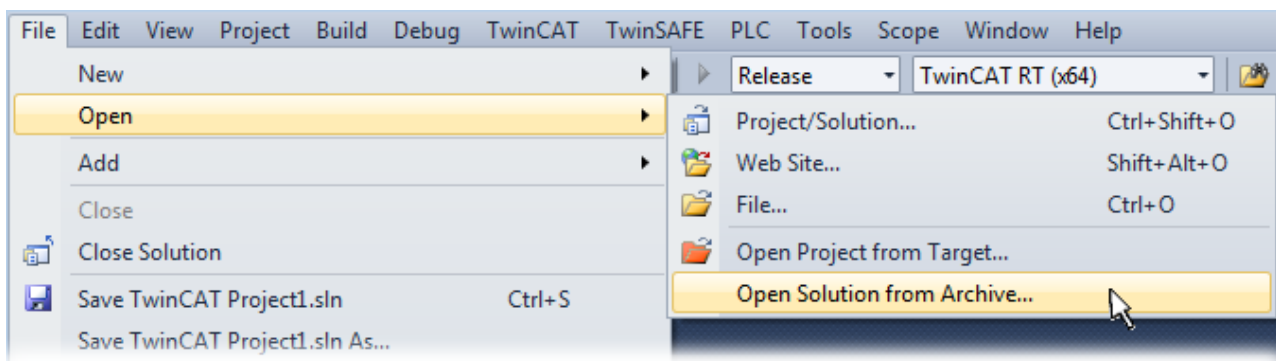 File Edit View Project Build Debug TwinCAT TwinSAFE PLC Tools Scope Window Help
New Release TwinCAT RT (x64)
Open
Project/Solution... Ctrl+Shift+O
Add
Web Site... Shift+Alt+O
Close
File... Ctrl+O
Close Solution
Open Project from Target...
Save TwinCAT Project1.sln Ctrl+S
Open Solution from Archive...
Save TwinCAT Project1.sln As...